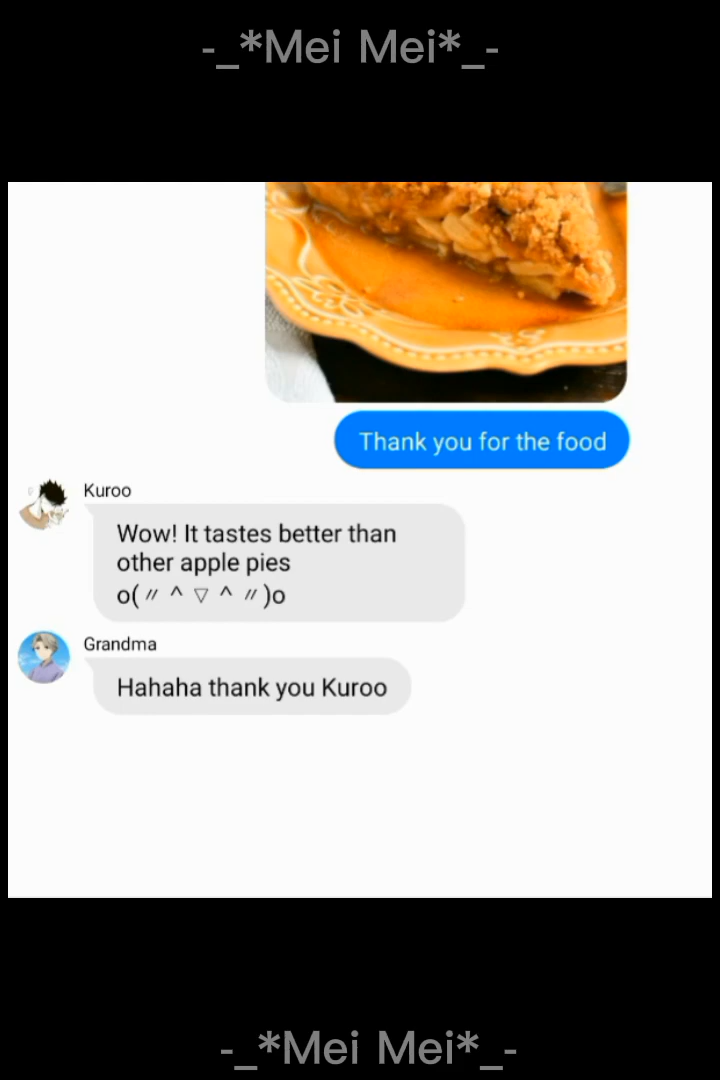 -_*Mei Mei*_-
Thank you for the food
Kuroo
Wow! It tastes better than
other apple pies
o(〃＾▽＾〃)o
Grandma
Hahaha thank you Kuroo
-_*Mei Mei*_-